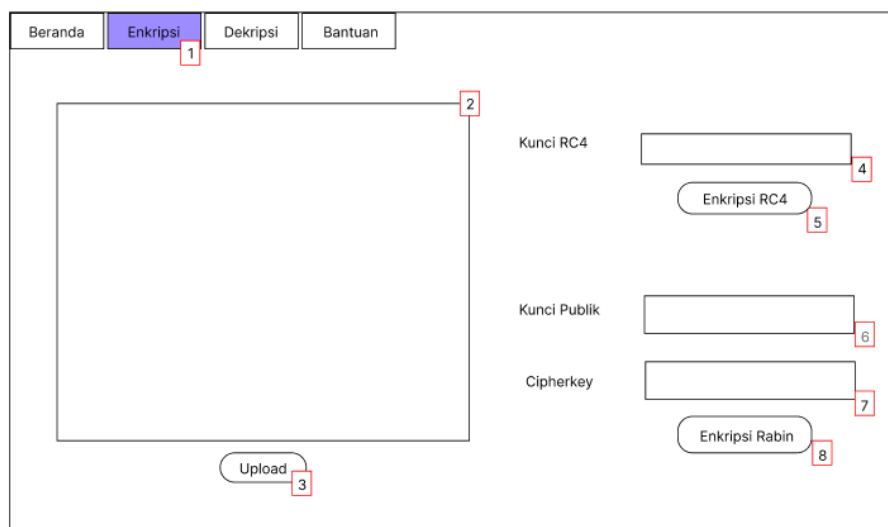 Beranda
Enkripsi
Dekripsi
Bantuan
1
2
Kunci RC4
4
Enkripsi RC4
5
Kunci Publik
6
Cipherkey
7
Enkripsi Rabin
8
Upload
3